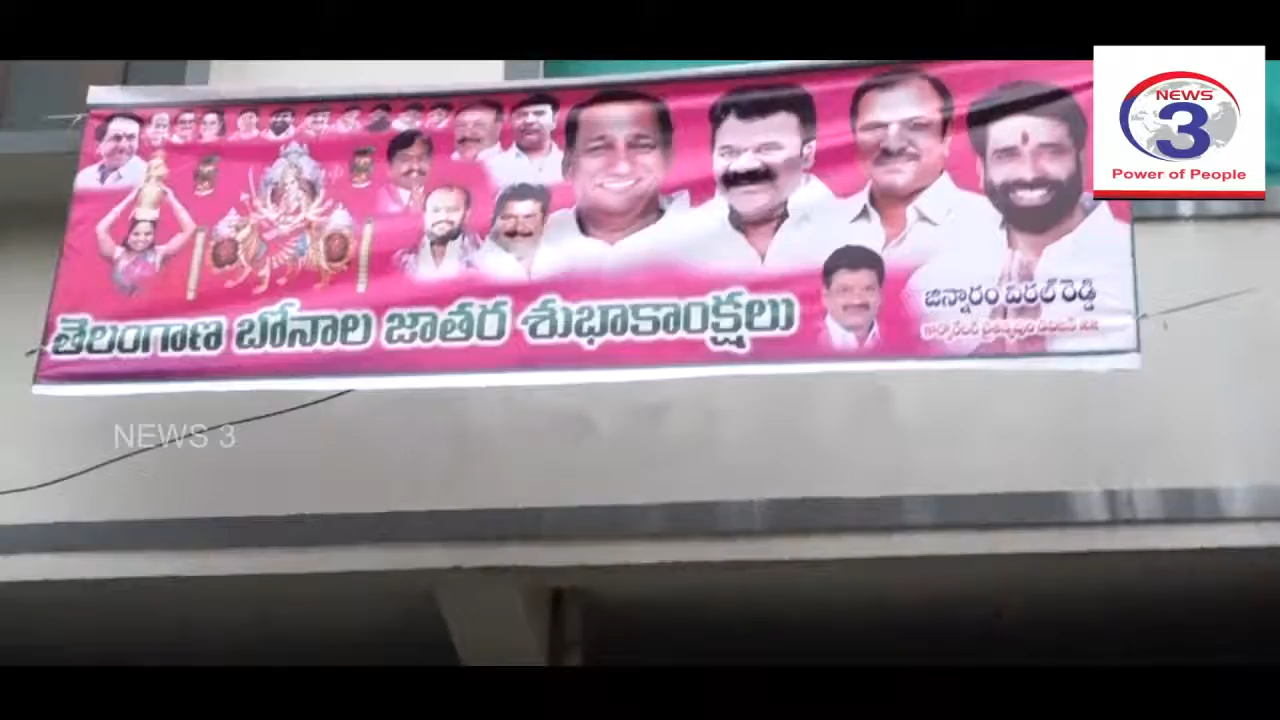 NEWS
3
Power of People
తెలంగాణ బోనాల జాతర శుభాకాంక్షలు
జిన్నారం విఠల్ రెడ్డి
NEWS 3